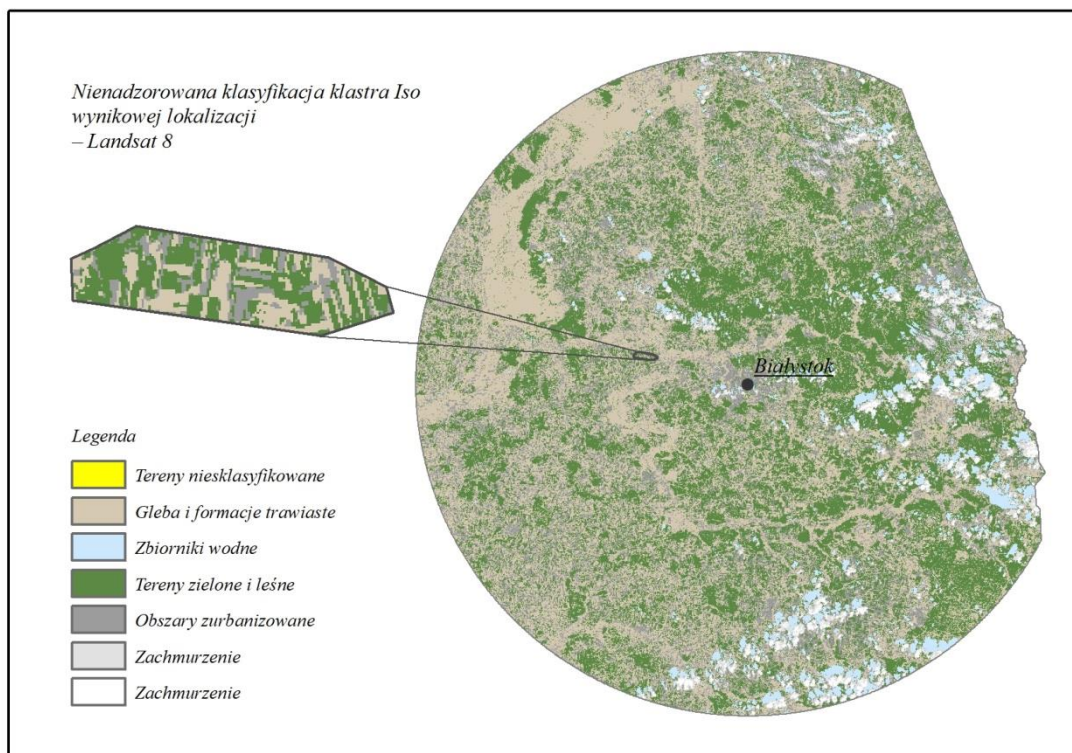 Nienadzorowana klasyfikacja klastra Iso
wynikowej lokalizacji
– Landsat 8
Białystok
Legenda
Tereny niesklasyfikowane
Gleba i formacje trawiaste
Zbiorniki wodne
Tereny zielone i leśne
Obszary zurbanizowane
Zachmurzenie
Zachmurzenie